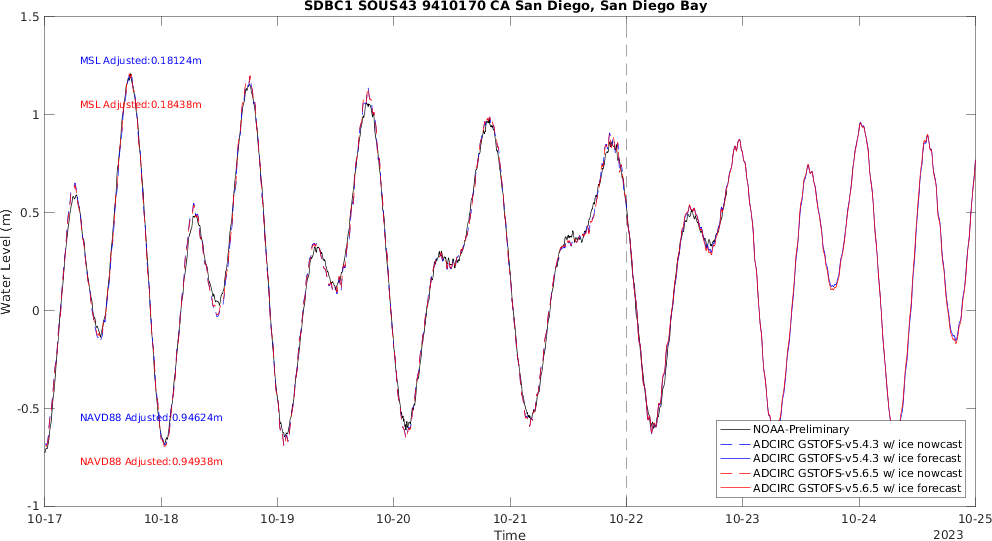 SDBC1 SOUS43 9410170 CA San Diego, San Diego Bay
1.5
MSL Adjusted:0.18124m
MSL Adjusted:0.18438m
1
0.5
Water Level (m)
0
-0.5
NAVD88 Adjusted:0.94624m
NAVD88 Adjusted:0.94938m
-1
NOAA-Preliminary
ADCIRC GSTOFS-v5.4.3 w/ ice nowcast
ADCIRC GSTOFS-v5.4.3 w/ ice forecast
ADCIRC GSTOFS-v5.6.5 w/ ice nowcast
ADCIRC GSTOFS-v5.6.5 w/ ice forecast
10-17 10-18 10-19 10-20 10-21 10-22 10-23 10-24 10-25
Time
2023